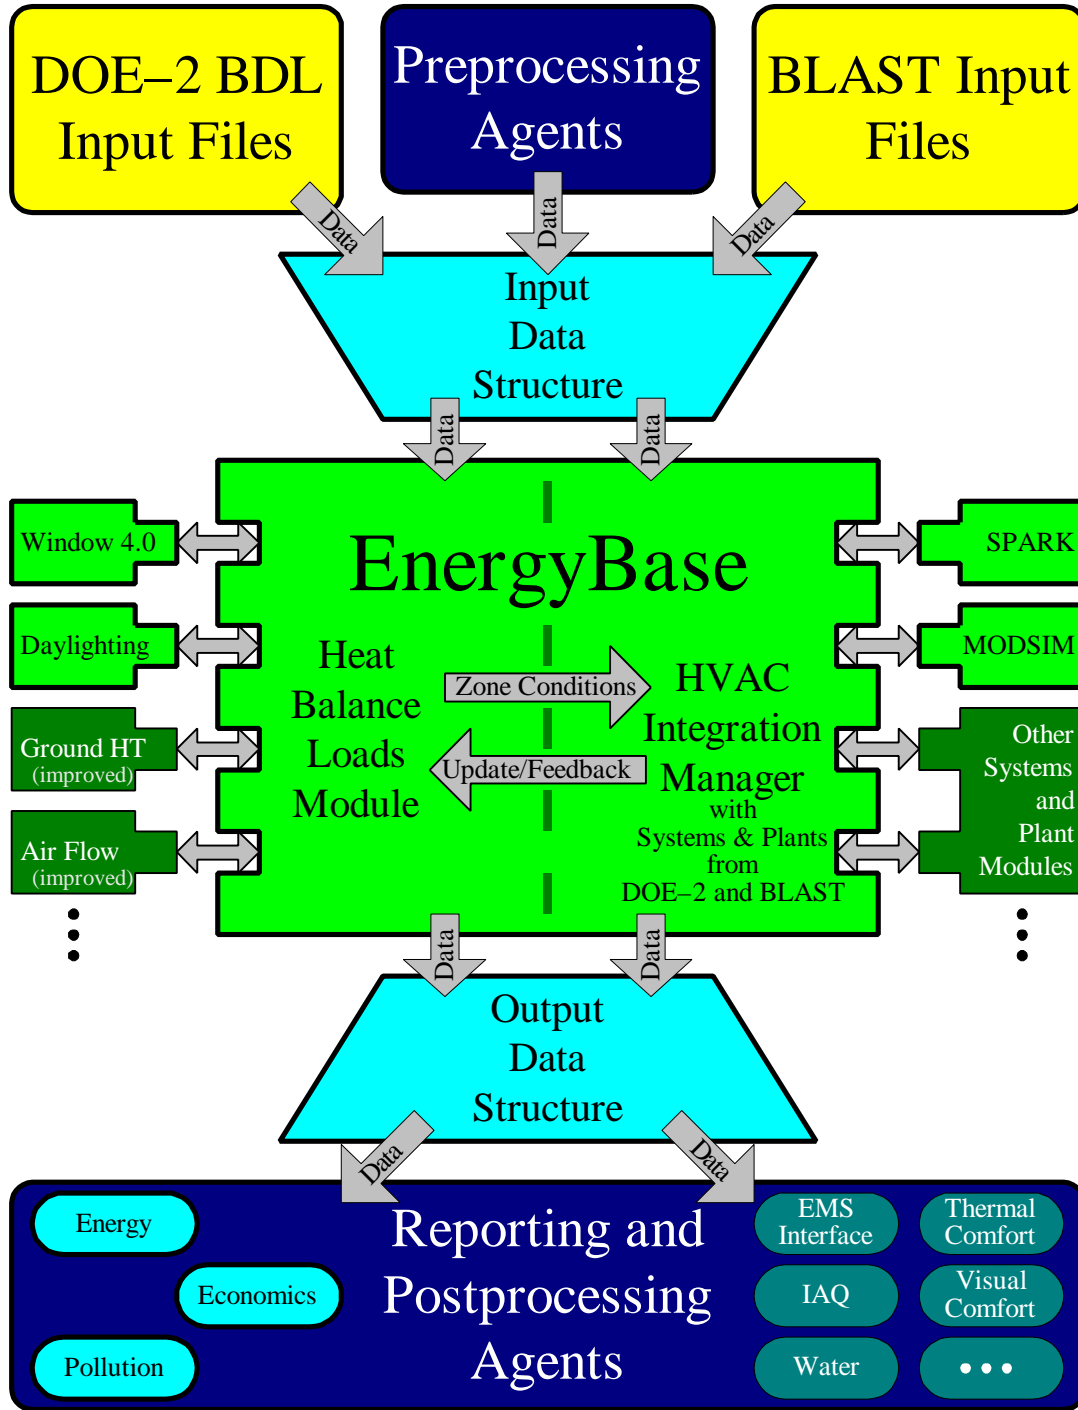 DOE–2 BDL
Input Files
Preprocessing
Agents
BLAST Input
Files
Data
Data
Data
Input
Data
Structure
Data
Data
EnergyBase
Window 4.0
Daylighting
Ground HT
(improved)
Air Flow
(improved)
Heat
Balance
Loads
Module
Zone Conditions
Update/Feedback
HVAC
Integration
Manager
with
Systems & Plants
from
DOE–2 and BLAST
SPARK
MODSIM
Other
Systems
and
Plant
Modules
Data
Data
Output
Data
Structure
Data
Data
Energy
Economics
Pollution
Reporting and
Postprocessing
Agents
EMS
Interface
Thermal
Comfort
IAQ
Visual
Comfort
Water